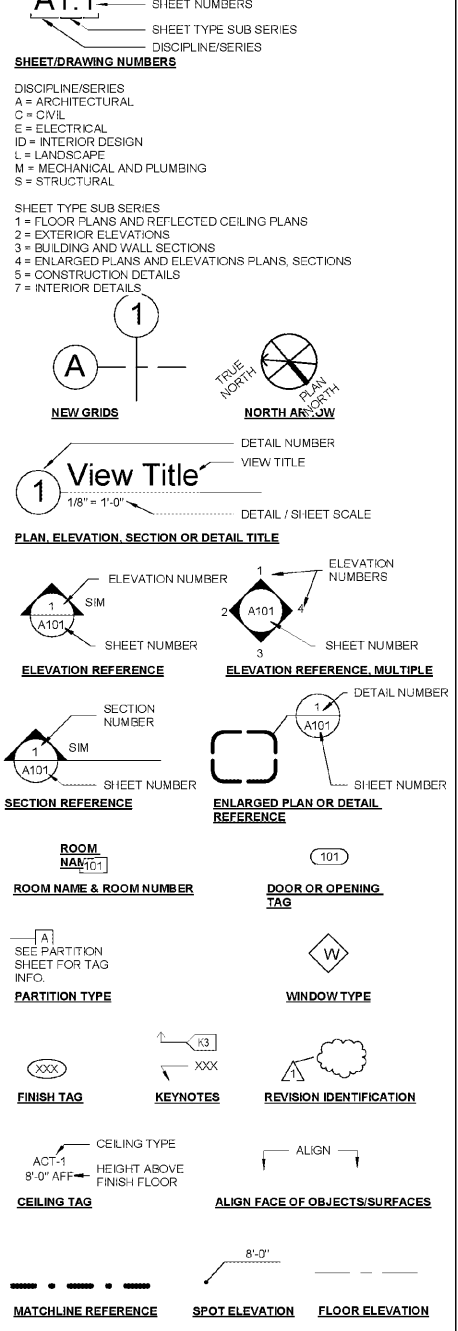 A1.1
SHEET NUMBERS
SHEET TYPE SUB SERIES
DISCIPLINE/SERIES
SHEET/DRAWING NUMBERS
DISCIPLINE/SERIES
A = ARCHITECTURAL
C = CIVIL
E = ELECTRICAL
ID = INTERIOR DESIGN
L = LANDSCAPE
M = MECHANICAL AND PLUMBING
S = STRUCTURAL
SHEET TYPE SUB SERIES
1 = FLOOR PLANS AND REFLECTED CEILING PLANS
2 = EXTERIOR ELEVATIONS
3 = BUILDING AND WALL SECTIONS
4 = ENLARGED PLANS AND ELEVATIONS PLANS, SECTIONS
5 = CONSTRUCTION DETAILS
7 = INTERIOR DETAILS
1
A
NEW GRIDS
TRUE
NORTH
PLAN
NORTH
NORTH ARROW
DETAIL NUMBER
VIEW TITLE
1
View Title
1/8" = 1'-0"
DETAIL / SHEET SCALE
PLAN, ELEVATION, SECTION OR DETAIL TITLE
ELEVATION NUMBER
1
SIM
A101
SHEET NUMBER
ELEVATION REFERENCE
ELEVATION
NUMBERS
1
2
A101
4
3
SHEET NUMBER
ELEVATION REFERENCE, MULTIPLE
SECTION
NUMBER
1
SIM
A101
SHEET NUMBER
SECTION REFERENCE
DETAIL NUMBER
1
A101
SHEET NUMBER
ENLARGED PLAN OR DETAIL
REFERENCE
ROOM
NAME
101
ROOM NAME & ROOM NUMBER
101
DOOR OR OPENING
TAG
A
SEE PARTITION
SHEET FOR TAG
INFO.
PARTITION TYPE
W
WINDOW TYPE
XXX
FINISH TAG
K3
XXX
KEYNOTES
1
REVISION IDENTIFICATION
CEILING TYPE
ACT-1
8'-0" AFF
HEIGHT ABOVE
FINISH FLOOR
CEILING TAG
ALIGN
ALIGN FACE OF OBJECTS/SURFACES
MATCHLINE REFERENCE
8'-0"
SPOT ELEVATION
FLOOR ELEVATION